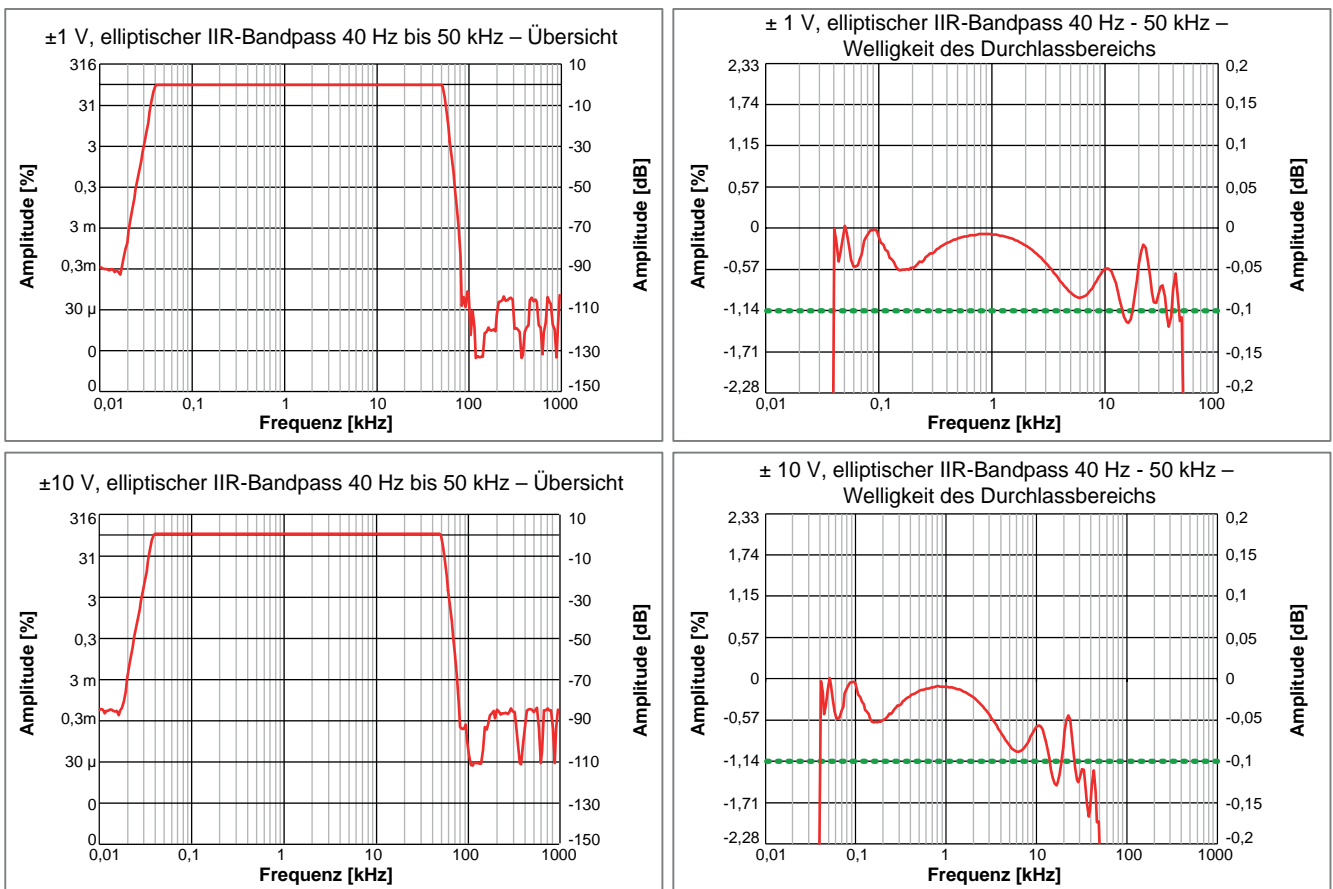 ±1 V, elliptischer IIR-Bandpass 40 Hz bis 50 kHz – Übersicht
316
31
3
0,3
3 m
0,3m
30 µ
0
0
Amplitude [%]
10
-10
-30
-50
-70
-90
-110
-130
-150
Amplitude [dB]
0,01 0,1 1 10 100 1000
Frequenz [kHz]
± 1 V, elliptischer IIR-Bandpass 40 Hz - 50 kHz –
Welligkeit des Durchlassbereichs
2,33
1,74
1,15
0,57
0
-0,57
-1,14
-1,71
-2,28
Amplitude [%]
0,2
0,15
0,1
0,05
0
-0,05
-0,1
-0,15
-0,2
Amplitude [dB]
0,01 0,1 1 10 100
Frequenz [kHz]
±10 V, elliptischer IIR-Bandpass 40 Hz bis 50 kHz – Übersicht
316
31
3
0,3
3 m
0,3m
30 µ
0
0
Amplitude [%]
10
-10
-30
-50
-70
-90
-110
-130
-150
Amplitude [dB]
0,01 0,1 1 10 100 1000
Frequenz [kHz]
± 10 V, elliptischer IIR-Bandpass 40 Hz - 50 kHz –
Welligkeit des Durchlassbereichs
2,33
1,74
1,15
0,57
0
-0,57
-1,14
-1,71
-2,28
Amplitude [%]
0,2
0,15
0,1
0,05
0
-0,05
-0,1
-0,15
-0,2
Amplitude [dB]
0,01 0,1 1 10 100 1000
Frequenz [kHz]